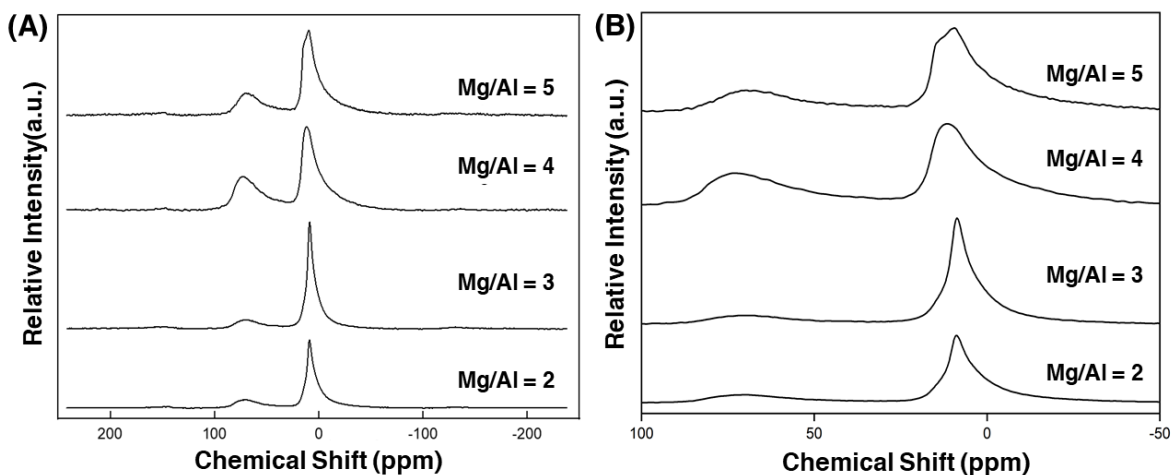 (A)
Relative Intensity(a.u.)
Mg/Al = 5
Mg/Al = 4
Mg/Al = 3
Mg/Al = 2
200 100 0 -100 -200
Chemical Shift (ppm)
(B)
Relative Intensity (a.u.)
Mg/Al = 5
Mg/Al = 4
Mg/Al = 3
Mg/Al = 2
100 50 0 -50
Chemical Shift (ppm)